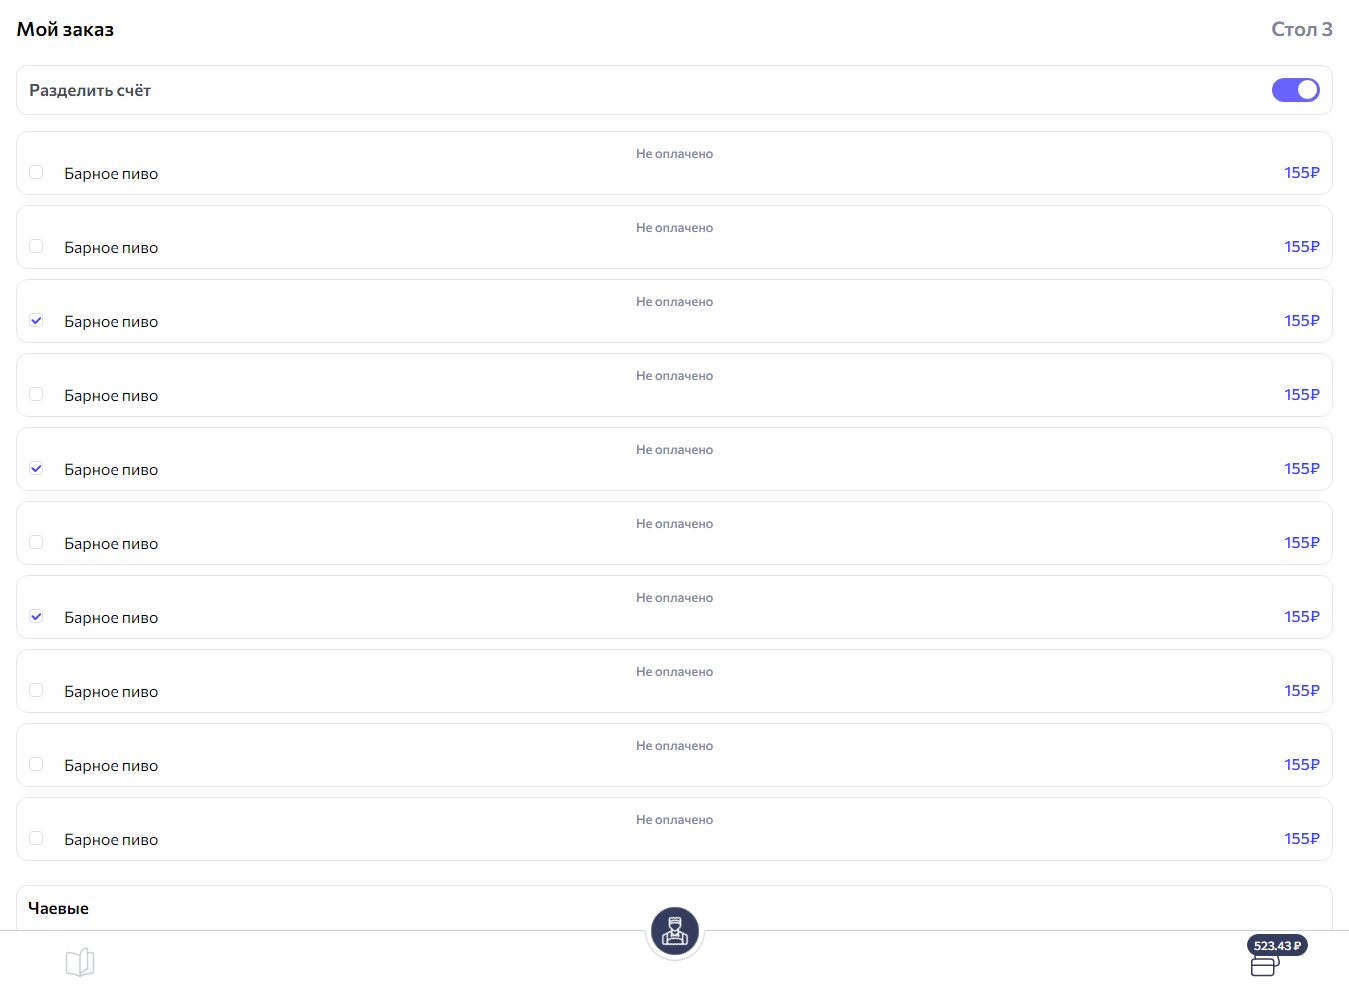 Мой заказ
Стол 3
Разделить счёт
Не оплачено
Барное пиво
155₽
Не оплачено
Барное пиво
155₽
Не оплачено
Барное пиво
155₽
Не оплачено
Барное пиво
155₽
Не оплачено
Барное пиво
155₽
Не оплачено
Барное пиво
155₽
Не оплачено
Барное пиво
155₽
Не оплачено
Барное пиво
155₽
Не оплачено
Барное пиво
155₽
Не оплачено
Барное пиво
155₽
Чаевые
523.43 ₽